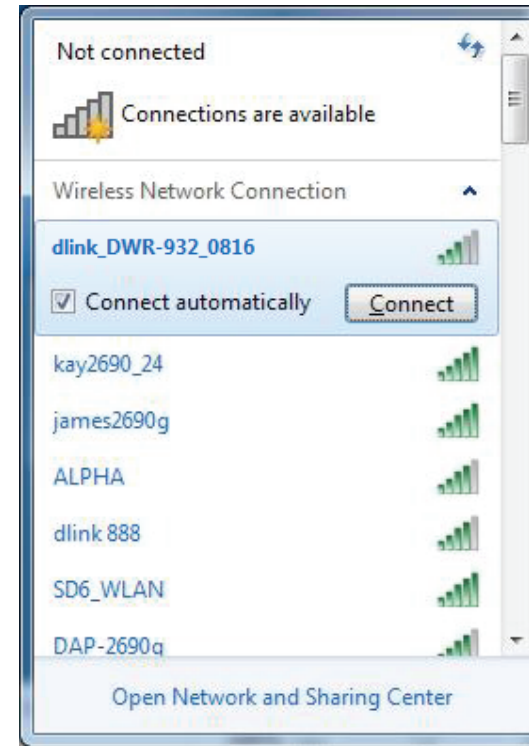 Not connected
Connections are available
Wireless Network Connection
dlink_DWR-932_0816
Connect automatically Connect
kay2690_24
james2690g
ALPHA
dlink 888
SD6_WLAN
DAP-2690g
Open Network and Sharing Center